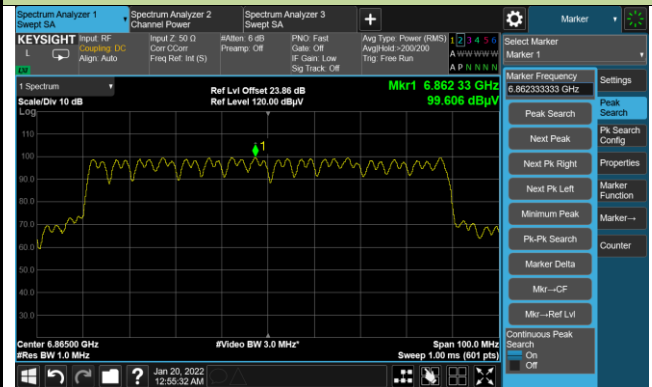 Spectrum Analyzer 1
Swept SA
Spectrum Analyzer 2
Channel Power
Spectrum Analyzer 3
Swept SA
+
Marker
KEYSIGHT
L
Input: RF
Coupling: DC
Align: Auto
Input Z: 50 Ω
Corr CCorr
Freq Ref: Int (S)
#Atten: 6 dB
Preamp: Off
PNO: Fast
Gate: Off
IF Gain: Low
Sig Track: Off
Avg Type: Power (RMS)
Avg|Hold:>200/200
Trig: Free Run
1 2 3 4 5 6
A W W W W W
A P N N N N
Select Marker
Marker 1
1 Spectrum
Scale/Div 10 dB
Log
Ref Lvl Offset 23.86 dB
Ref Level 120.00 dBµV
Mkr1 6.862 33 GHz
99.606 dBµV
110
100
90.0
80.0
70.0
60.0
50.0
40.0
30.0
1
Center 6.86500 GHz
#Res BW 1.0 MHz
#Video BW 3.0 MHz*
Span 100.0 MHz
Sweep 1.00 ms (601 pts)
Marker Frequency
6.862333333 GHz
Peak Search
Next Peak
Next Pk Right
Next Pk Left
Minimum Peak
Pk-Pk Search
Marker Delta
Mkr→CF
Mkr→Ref Lvl
Continuous Peak
Search
On
Off
Settings
Peak
Search
Pk Search
Config
Properties
Marker
Function
Marker→
Counter
?
Jan 20, 2022
12:55:32 AM